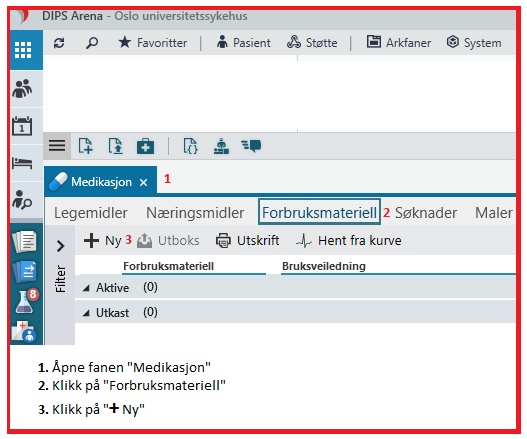 DIPS Arena - Oslo universitetssykehus
Favoritter Pasient Støtte Arkfaner System
1
Medikasjon × 1
Legemidler Næringsmidler Forbruksmateriell 2 Søknader Maler
+ Ny 3 Utboks Utskrift Hent fra kurve
Filter
Forbruksmateriell Bruksveiledning
Aktive (0)
Utkast (0)
8
1. Åpne fanen "Medikasjon"
2. Klikk på "Forbruksmateriell"
3. Klikk på "+ Ny"